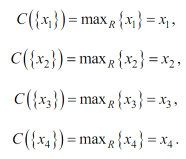 C({x₁}) = max_R {x₁} = x₁,
C({x₂}) = max_R {x₂} = x₂,
C({x₃}) = max_R {x₃} = x₃,
C({x₄}) = max_R {x₄} = x₄.